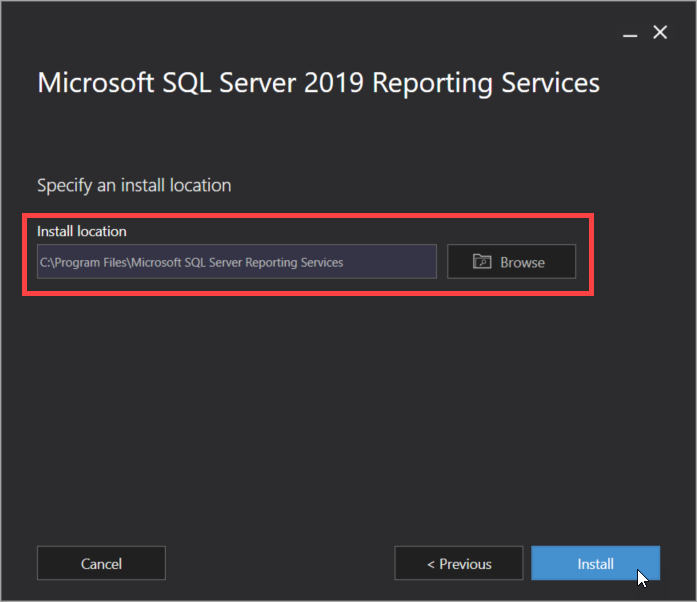 Microsoft SQL Server 2019 Reporting Services
Specify an install location
Install location
C:\Program Files\Microsoft SQL Server Reporting Services
Browse
Cancel
< Previous
Install